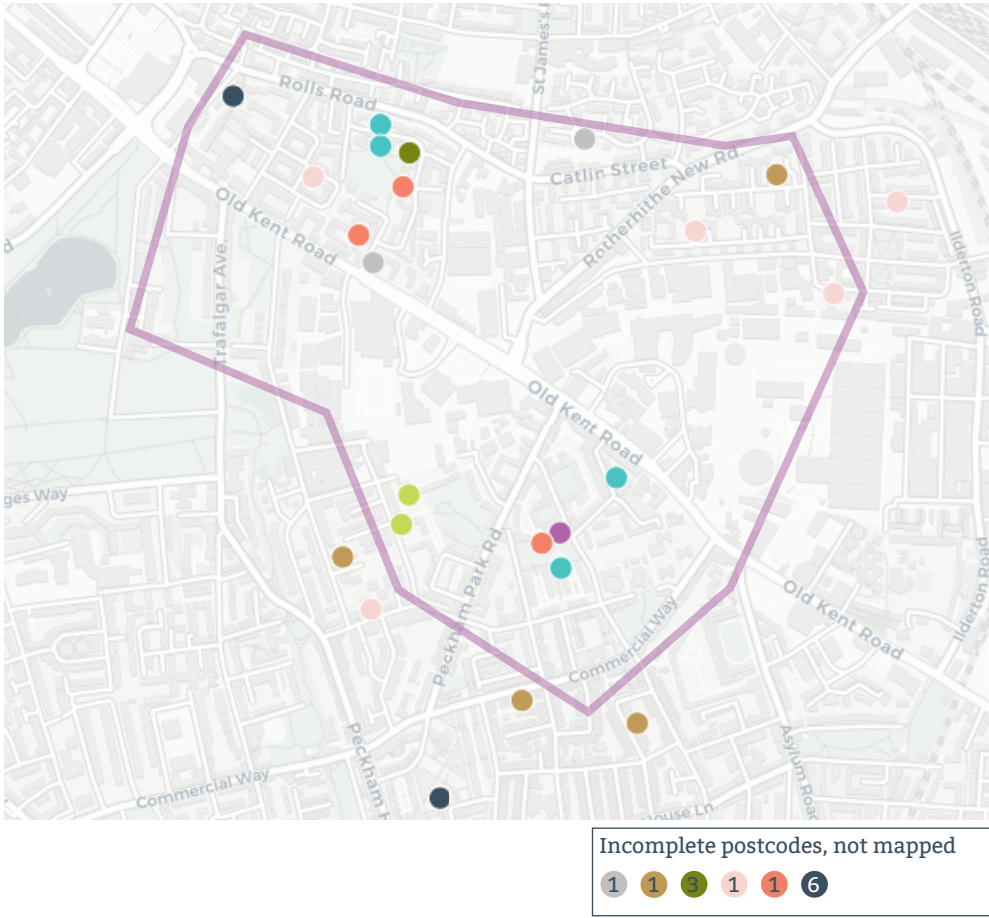 St James's
Rolls Road
Catlin Street
Rotherhithe New Rd.
Old Kent Road
Ilderton Road
Trafalgar Ave.
Old Kent Road
ges Way
Peckham Park Rd.
Ilderton Road
Old Kent Road
Commercial Way
Peckham H
Asylum Road
Commercial Way
House Ln.
Incomplete postcodes, not mapped
1 1 3 1 1 6